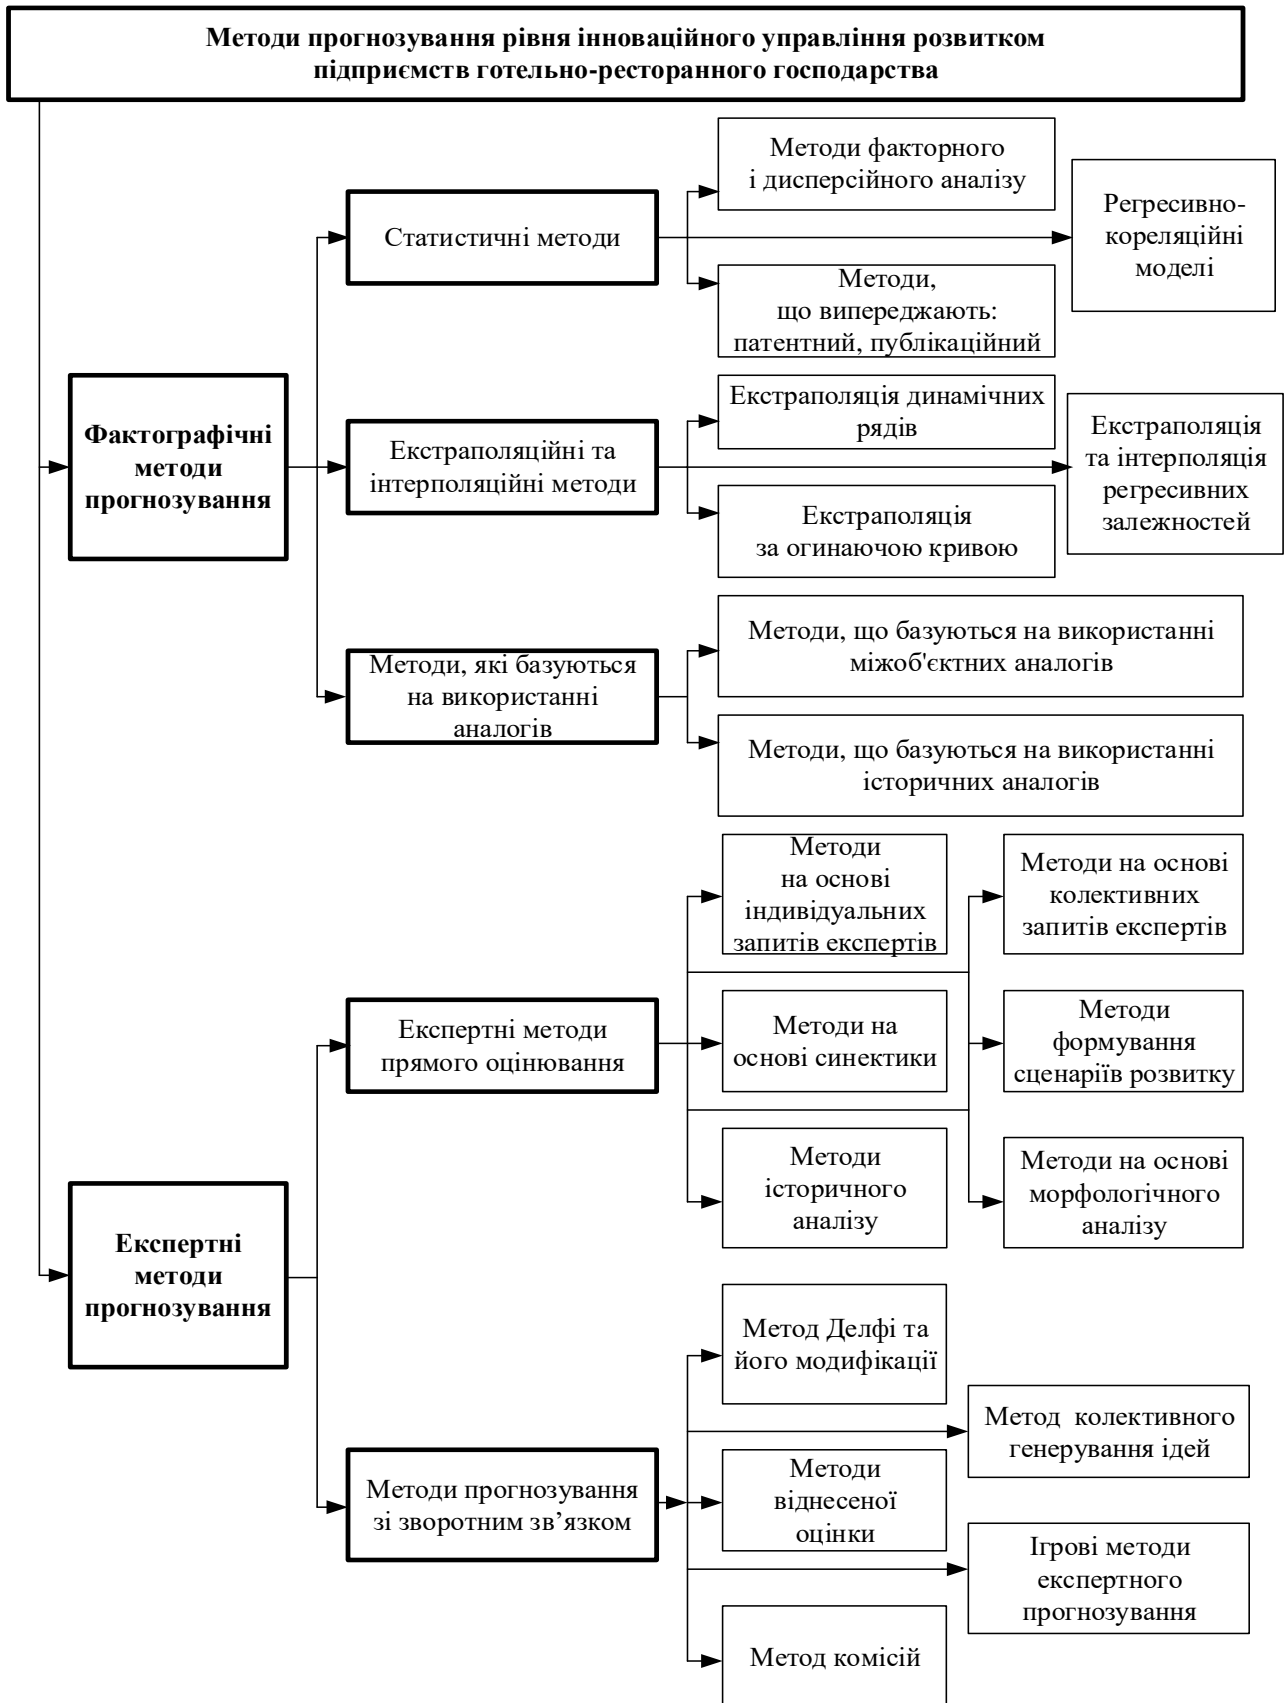 Методи прогнозування рівня інноваційного управління розвитком
підприємств готельно-ресторанного господарства
Методи факторного
і дисперсійного аналізу
Регресивно-
кореляційні
моделі
Статистичні методи
Методи,
що випереджають:
патентний, публікаційний
Фактографічні
методи
прогнозування
Екстраполяція динамічних
рядів
Екстраполяційні та
інтерполяційні методи
Екстраполяція
та інтерполяція
регресивних
залежностей
Екстраполяція
за огинаючою кривою
Методи, що базуються на використанні
міжоб'єктних аналогів
Методи, які базуються
на використанні
аналогів
Методи, що базуються на використанні
історичних аналогів
Методи
на основі
індивідуальних
запитів експертів
Методи на основі
колективних
запитів експертів
Експертні методи
прямого оцінювання
Методи на
основі синектики
Методи
формування
сценаріїв розвитку
Методи
історичного
аналізу
Методи на основі
морфологічного
аналізу
Експертні
методи
прогнозування
Метод Делфі та
його модифікації
Метод  колективного
генерування ідей
Методи прогнозування
зі зворотним зв’язком
Методи
віднесеної
оцінки
Ігрові методи
експертного
прогнозування
Метод комісій